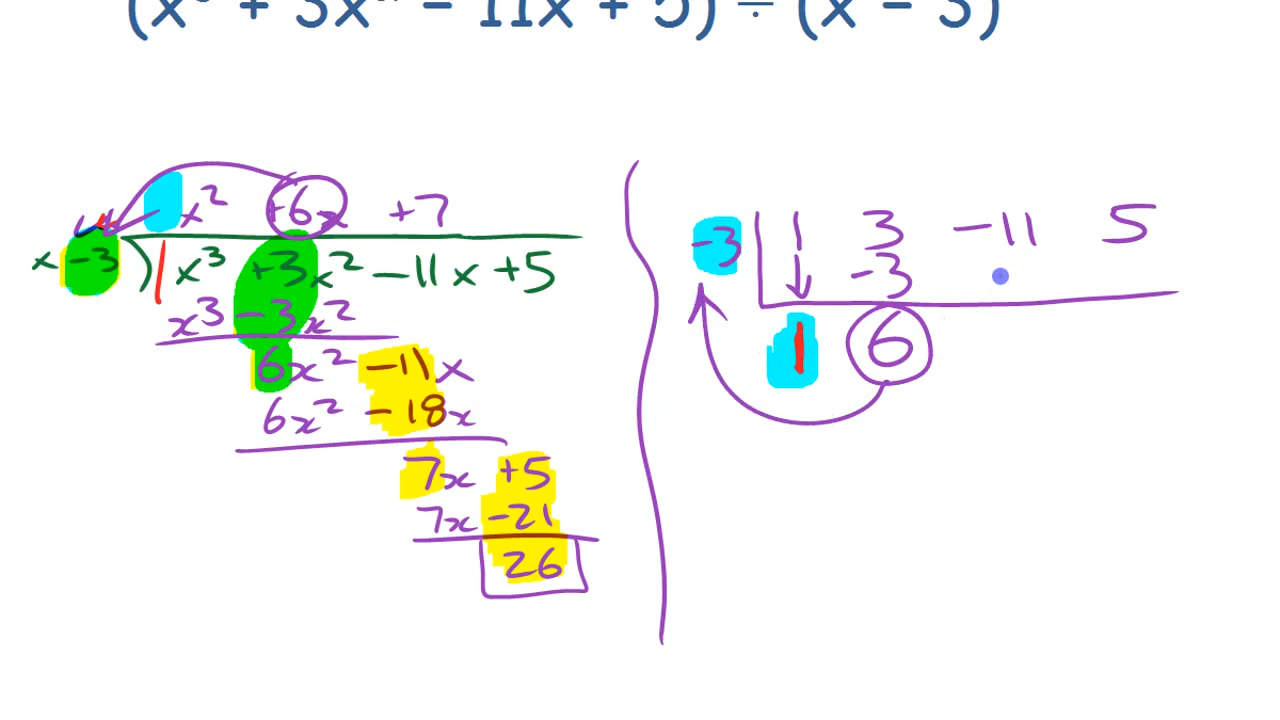 (x³ + 3x² − 11x + 5) ÷ (x − 3)
x² +6x +7
x −3 ) 1x³ +3x² −11x +5
x³ −3x²
6x² −11x
6x² −18x
7x +5
7x −21
26
−3 | 1 3 −11 5
−3
1 6